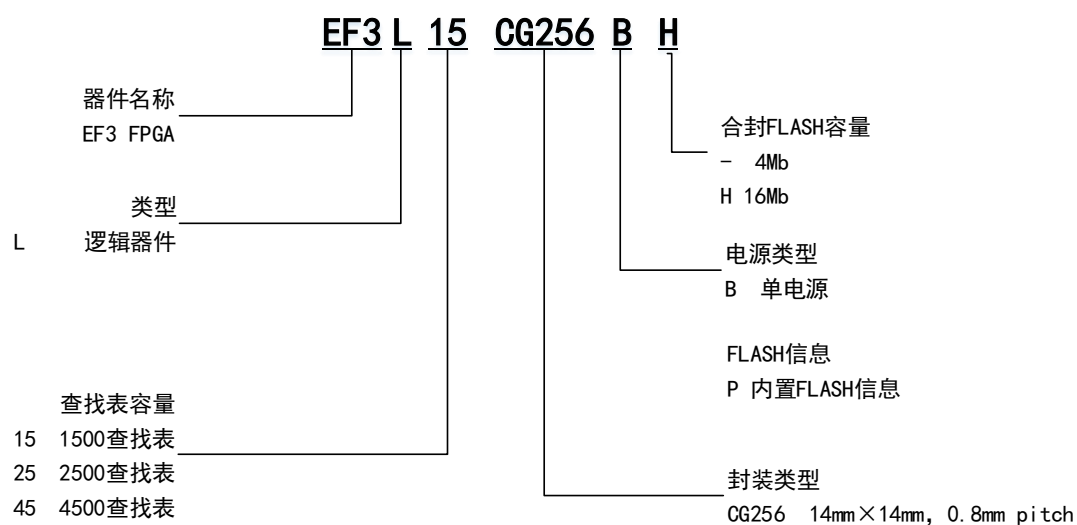 EF3 L 15 CG256 B H
器件名称
EF3 FPGA
类型
L 逻辑器件
查找表容量
15 1500查找表
25 2500查找表
45 4500查找表
合封FLASH容量
- 4Mb
H 16Mb
电源类型
B 单电源
FLASH信息
P 内置FLASH信息
封装类型
CG256 14mm×14mm, 0.8mm pitch